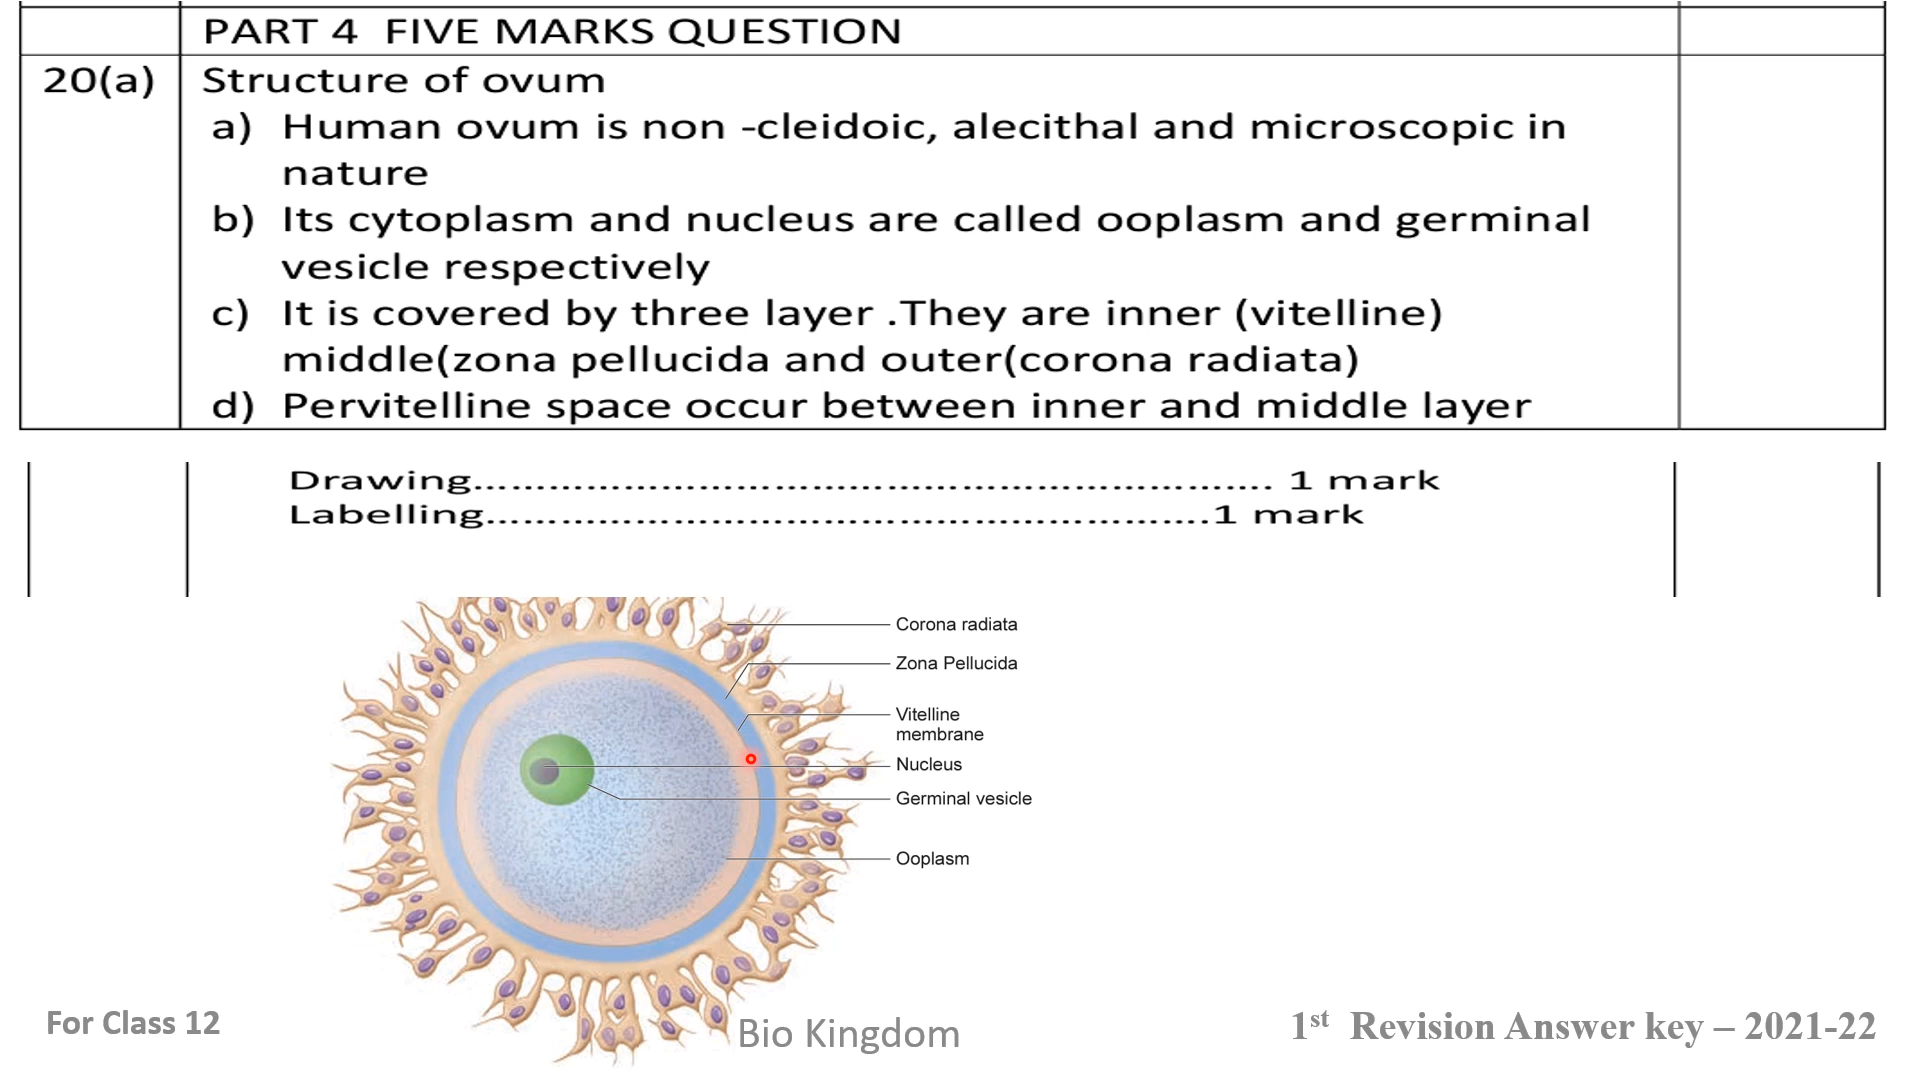 PART 4 FIVE MARKS QUESTION
20(a) Structure of ovum
a) Human ovum is non -cleidoic, alecithal and microscopic in
nature
b) Its cytoplasm and nucleus are called ooplasm and germinal
vesicle respectively
c) It is covered by three layer .They are inner (vitelline)
middle(zona pellucida and outer(corona radiata)
d) Pervitelline space occur between inner and middle layer
Drawing................................................................ 1 mark
Labelling..........................................................1 mark
Corona radiata
Zona Pellucida
Vitelline
membrane
Nucleus
Germinal vesicle
Ooplasm
For Class 12
Bio Kingdom
1st Revision Answer key – 2021-22